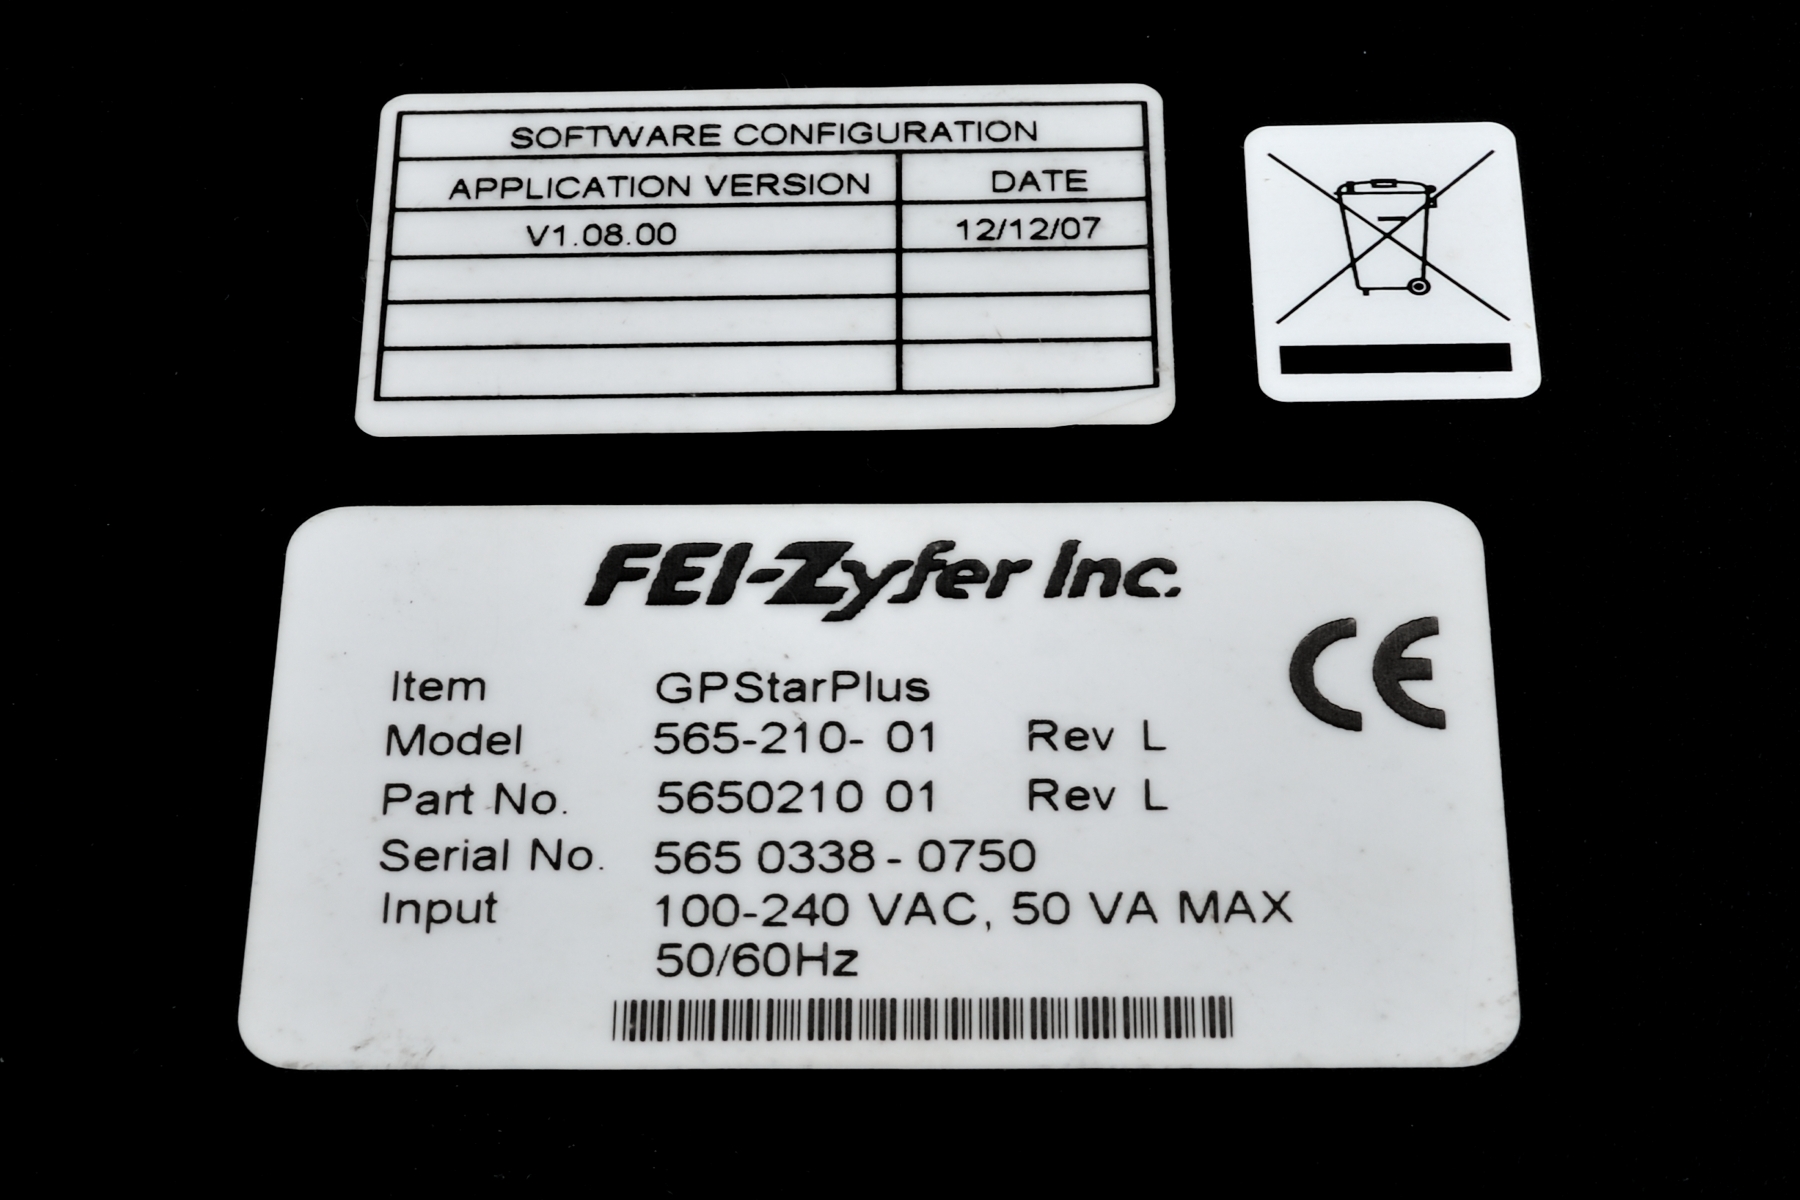 SOFTWARE CONFIGURATION
APPLICATION VERSION DATE
V1.08.00 12/12/07
FEI-Zyfer Inc.
CE
Item GPStarPlus
Model 565-210- 01 Rev L
Part No. 5650210 01 Rev L
Serial No. 565 0338 - 0750
Input 100-240 VAC, 50 VA MAX
50/60Hz